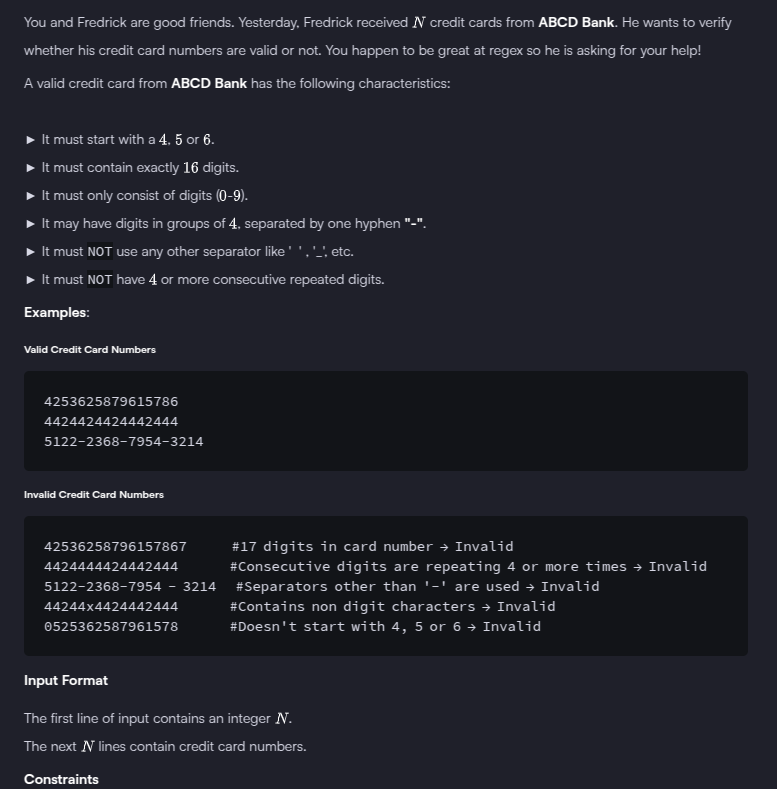 You and Fredrick are good friends. Yesterday, Fredrick received N credit cards from ABCD Bank. He wants to verify
whether his credit card numbers are valid or not. You happen to be great at regex so he is asking for your help!
A valid credit card from ABCD Bank has the following characteristics:
► It must start with a 4, 5 or 6.
► It must contain exactly 16 digits.
► It must only consist of digits (0-9).
► It may have digits in groups of 4, separated by one hyphen "-".
► It must NOT use any other separator like ' ' , '_', etc.
► It must NOT have 4 or more consecutive repeated digits.
Examples:
Valid Credit Card Numbers
4253625879615786
4424424424442444
5122-2368-7954-3214
Invalid Credit Card Numbers
42536258796157867 #17 digits in card number → Invalid
4424444424442444 #Consecutive digits are repeating 4 or more times → Invalid
5122-2368-7954 - 3214 #Separators other than '-' are used → Invalid
44244x4424442444 #Contains non digit characters → Invalid
0525362587961578 #Doesn't start with 4, 5 or 6 → Invalid
Input Format
The first line of input contains an integer N.
The next N lines contain credit card numbers.
Constraints